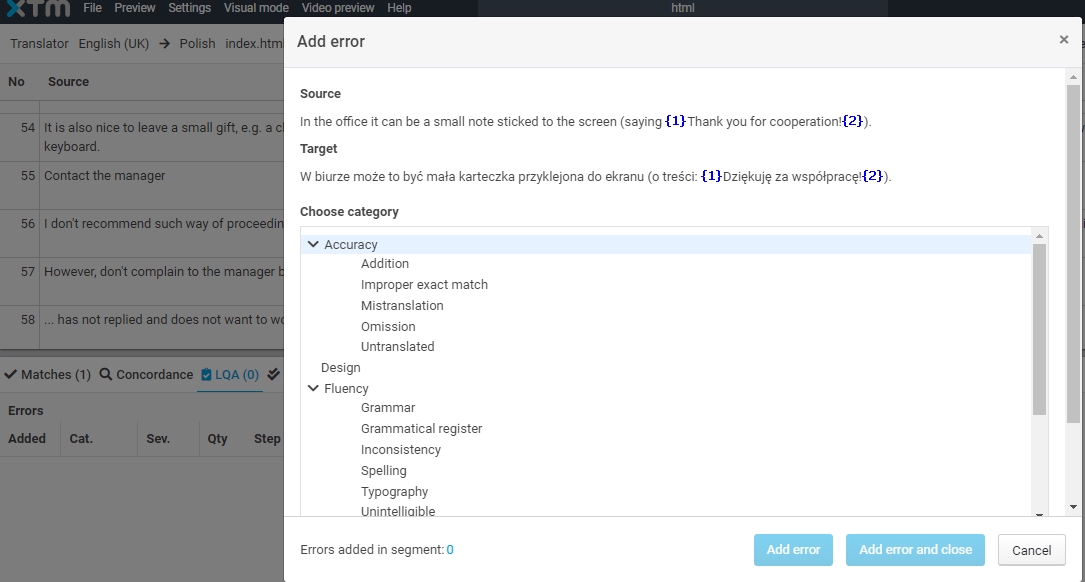 XTM File Preview Settings Visual mode Video preview Help html
Translator English (UK) → Polish index.html
Add error ×
No Source
54 It is also nice to leave a small gift, e.g. a
keyboard.
55 Contact the manager
56 I don't recommend such way of
57 However, don't complain to the manager
58 ... has not replied and does not want to
Matches (1) Concordance LQA (0)
Errors
Added Cat. Sev. Qty Step
Source
In the office it can be a small note sticked to the screen (saying {1}Thank you for cooperation!{2}).
Target
W biurze może to być mała karteczka przyklejona do ekranu (o treści: {1}Dziękuję za współpracę!{2}).
Choose category
Accuracy
Addition
Improper exact match
Mistranslation
Omission
Untranslated
Design
Fluency
Grammar
Grammatical register
Inconsistency
Spelling
Typography
Unintelligible
Errors added in segment: 0
Add error
Add error and close
Cancel